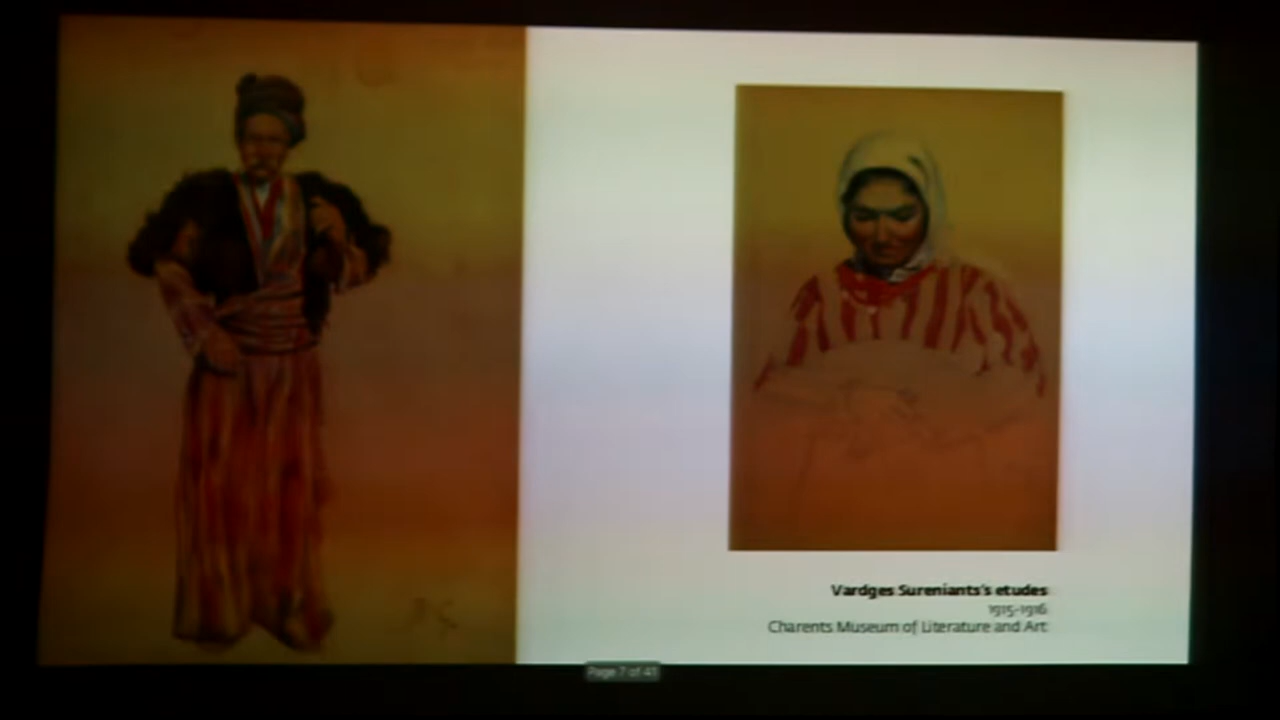 Vardges Sureniants's etudes
1915-1916
Charents Museum of Literature and Art
Page 7 of 41